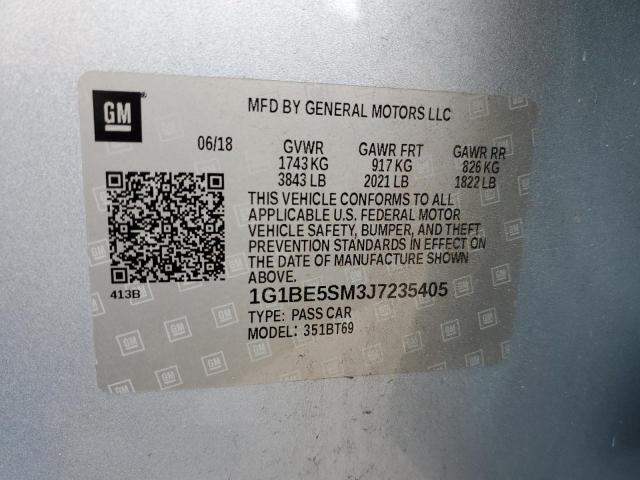 GM
MFD BY GENERAL MOTORS LLC
06/18 GVWR GAWR FRT GAWR RR
1743 KG 917 KG 826 KG
3843 LB 2021 LB 1822 LB
THIS VEHICLE CONFORMS TO ALL
APPLICABLE U.S. FEDERAL MOTOR
VEHICLE SAFETY, BUMPER, AND THEFT
PREVENTION STANDARDS IN EFFECT ON
THE DATE OF MANUFACTURE SHOWN
ABOVE.
413B
1G1BE5SM3J7235405
TYPE: PASS CAR
MODEL: 351BT69